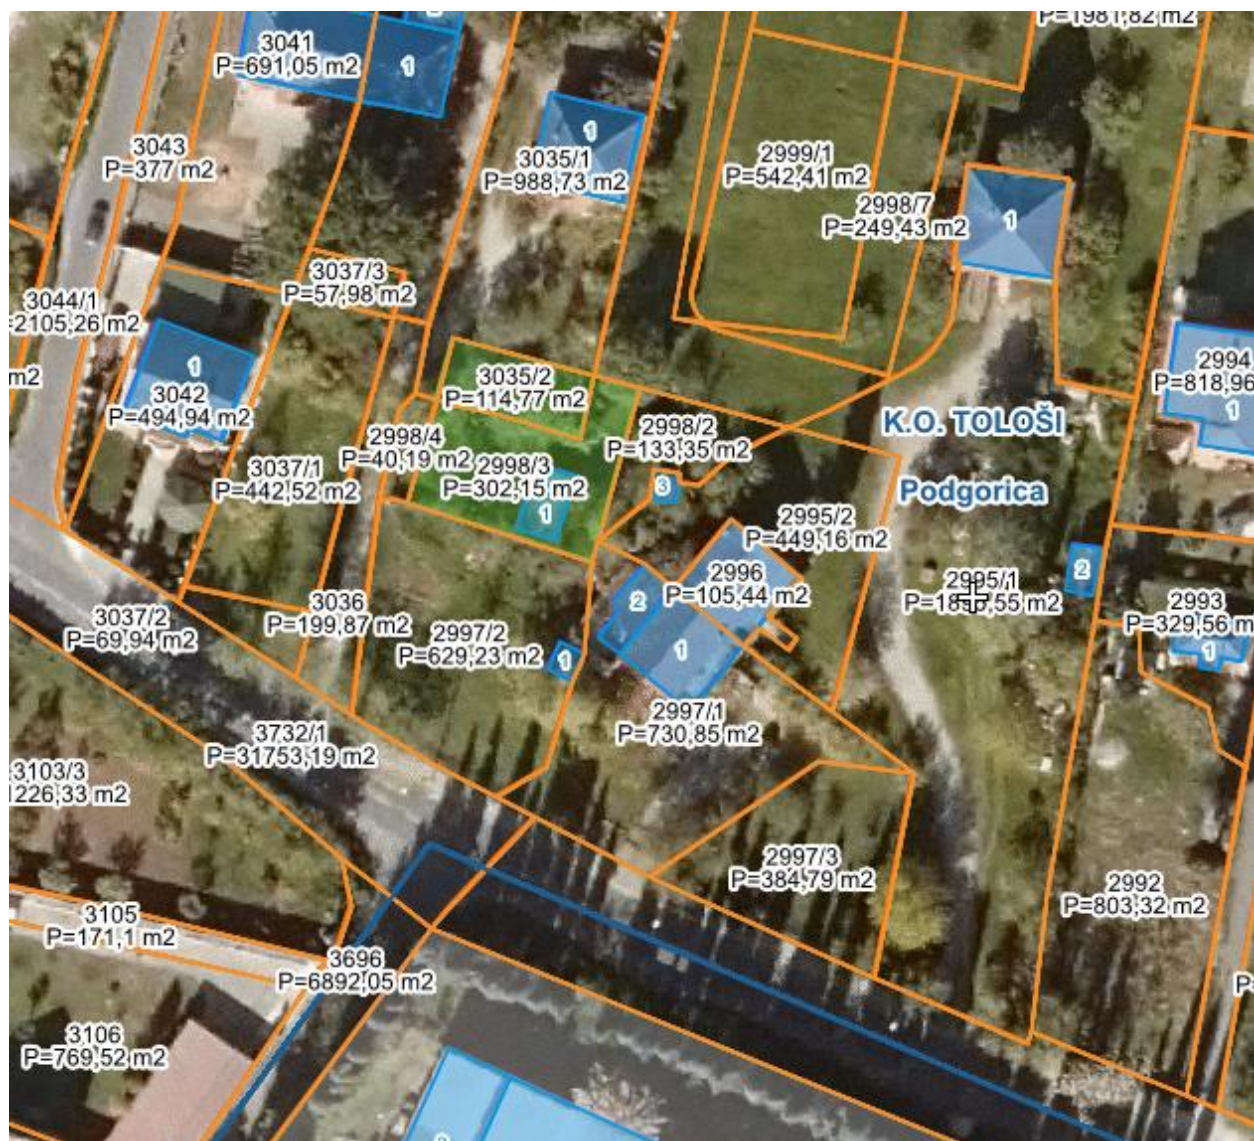 P=1981,82 m2
3041
P=691,05 m2
1
3043
P=377 m2
1
3035/1
P=988,73 m2
2999/1
P=542,41 m2
2998/7
P=249,43 m2
1
3037/3
P=57,98 m2
3044/1
=2105,26 m2
m2
1
3042
P=494,94 m2
3035/2
P=114,77 m2
2994
P=818,96
1
K.O. TOLOŠI
Podgorica
2998/4
P=40,19 m2
2998/2
P=133,35 m2
3037/1
P=442,52 m2
2998/3
P=302,15 m2
1
3
2995/2
P=449,16 m2
2996
P=105,44 m2
2
1
2995/1
2
2993
P=329,56 m
1
3037/2
P=69,94 m2
3036
P=199,87 m2
2997/2
P=629,23 m2
1
2997/1
P=730,85 m2
3732/1
P=31753,19 m2
3103/3
1226,33 m2
2997/3
P=384,79 m2
2992
P=803,32 m2
3105
P=171,1 m2
3696
P=6892,05 m2
P=
3106
P=769,52 m2